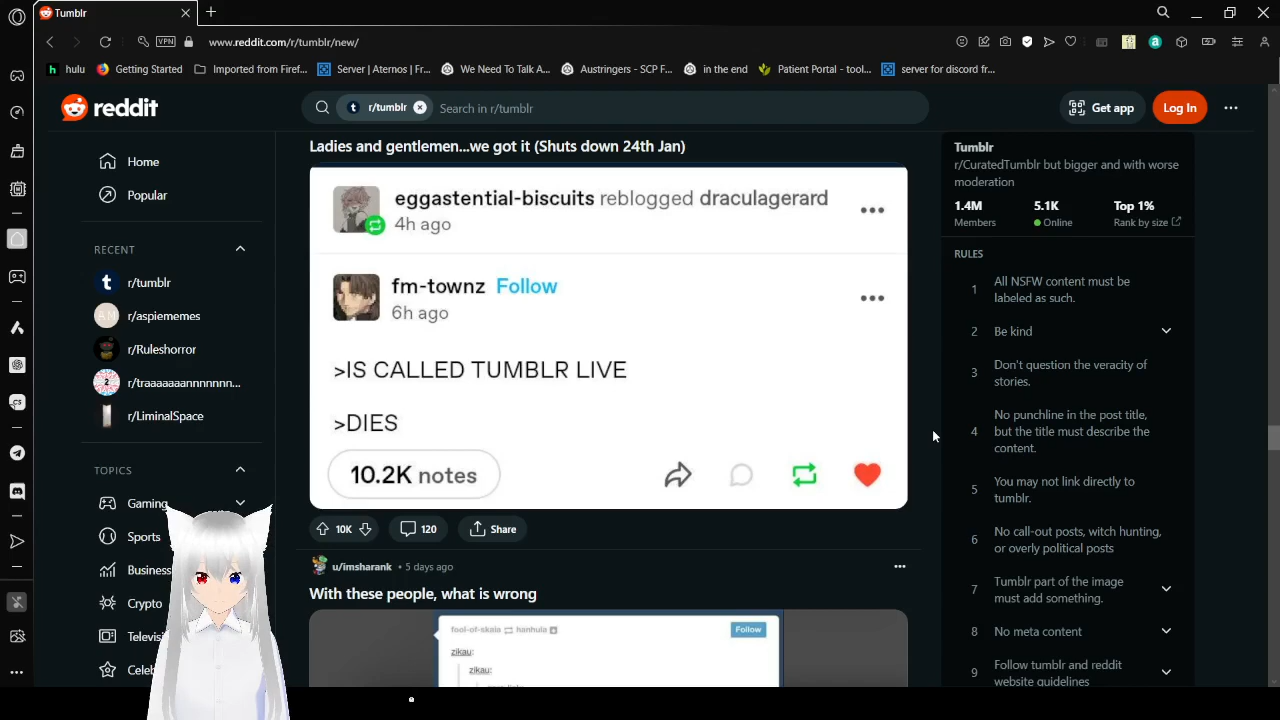 Tumblr
www.reddit.com/r/tumblr/new/
VPN
hulu
Getting Started
Imported from Firef...
Server | Aternos | Fr...
We Need To Talk A...
Austringers - SCP F...
in the end
Patient Portal - tool...
server for discord fr...
reddit
r/tumblr
Search in r/tumblr
Get app
Log In
Home
Popular
RECENT
r/tumblr
r/aspiememes
r/Ruleshorror
r/traaaaaaannnnnnn...
r/LiminalSpace
TOPICS
Gaming
Sports
Business
Crypto
Televisi
Celeb
Ladies and gentlemen...we got it (Shuts down 24th Jan)
eggastential-biscuits reblogged draculagerard
4h ago
fm-townz Follow
6h ago
>IS CALLED TUMBLR LIVE
>DIES
10.2K notes
10K
120
Share
u/imsharank • 5 days ago
With these people, what is wrong
fool-of-skais hanhula
Follow
zikau:
zikau:
Tumblr
r/CuratedTumblr but bigger and with worse
moderation
1.4M 5.1K Top 1%
Members Online Rank by size
RULES
1 All NSFW content must be
labeled as such.
2 Be kind
3 Don't question the veracity of
stories.
4 No punchline in the post title,
but the title must describe the
content.
5 You may not link directly to
tumblr.
6 No call-out posts, witch hunting,
or overly political posts
7 Tumblr part of the image
must add something.
8 No meta content
9 Follow tumblr and reddit
website guidelines